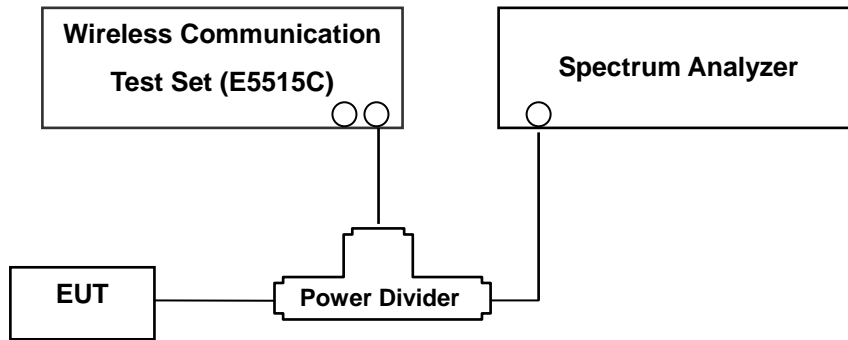 Wireless Communication
Test Set (E5515C)
Spectrum Analyzer
EUT
Power Divider